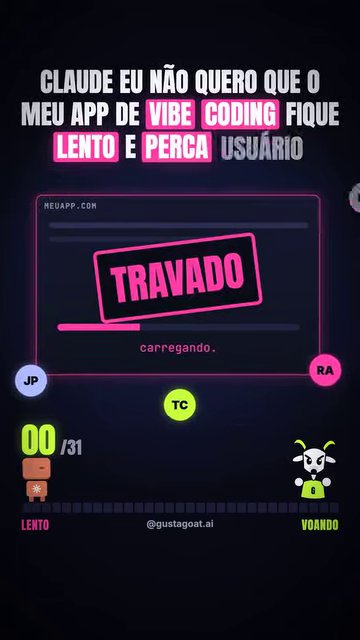 CLAUDE EU NÃO QUERO QUE O
MEU APP DE VIBE CODING FIQUE
LENTO E PERCA USUÁRIO
MEUAPP.COM
TRAVADO
carregando.
JP
RA
TC
00/31
G
LENTO
@gustagoat.ai
VOANDO